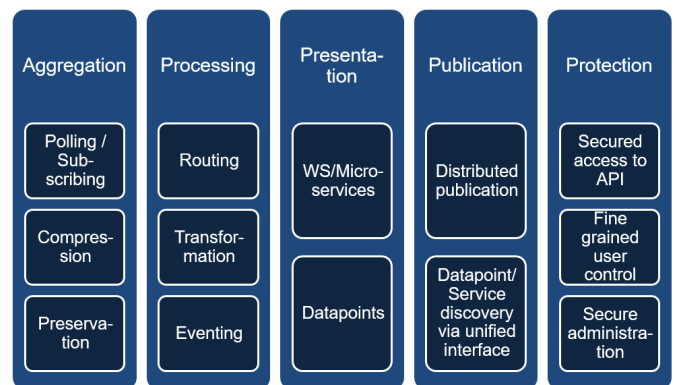 Aggregation
Polling /
Sub-
scribing
Compres-
sion
Preserva-
tion
Processing
Routing
Transfor-
mation
Eventing
Presenta-
tion
WS/Micro-
services
Datapoints
Publication
Distributed
publication
Datapoint/
Service
discovery
via unified
interface
Protection
Secured
access to
API
Fine
grained
user
control
Secure
administra-
tion